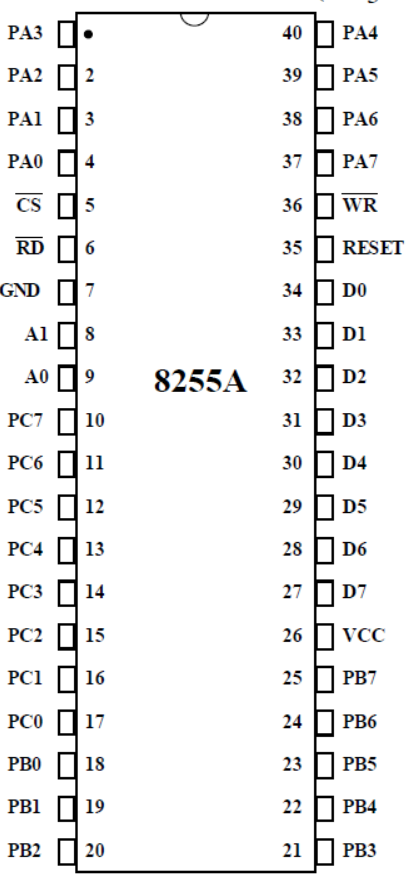 PA3 40 PA4
PA2 2 39 PA5
PA1 3 38 PA6
PA0 4 37 PA7
C̅S̅ 5 36 W̅R̅
R̅D̅ 6 35 RESET
GND 7 34 D0
A1 8 33 D1
A0 9 8255A 32 D2
PC7 10 31 D3
PC6 11 30 D4
PC5 12 29 D5
PC4 13 28 D6
PC3 14 27 D7
PC2 15 26 VCC
PC1 16 25 PB7
PC0 17 24 PB6
PB0 18 23 PB5
PB1 19 22 PB4
PB2 20 21 PB3